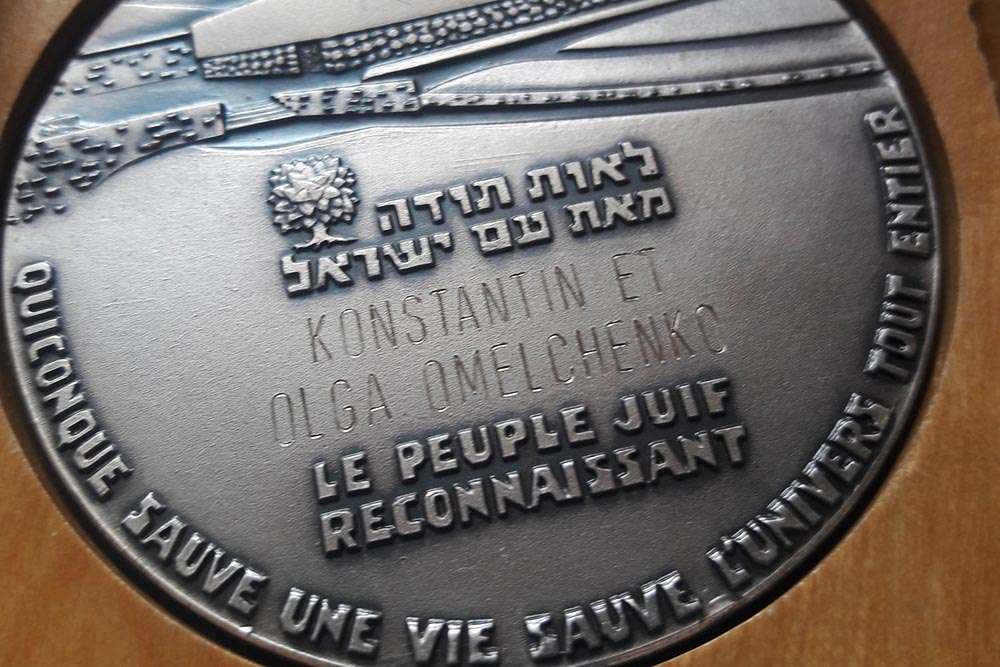 לאות תודה
מאת עם ישראל
KONSTANTIN ET
OLGA OMELCHENKO
LE PEUPLE JUIF
RECONNAISSANT
QUICONQUE SAUVE UNE VIE SAUVE L'UNIVERS TOUT ENTIER